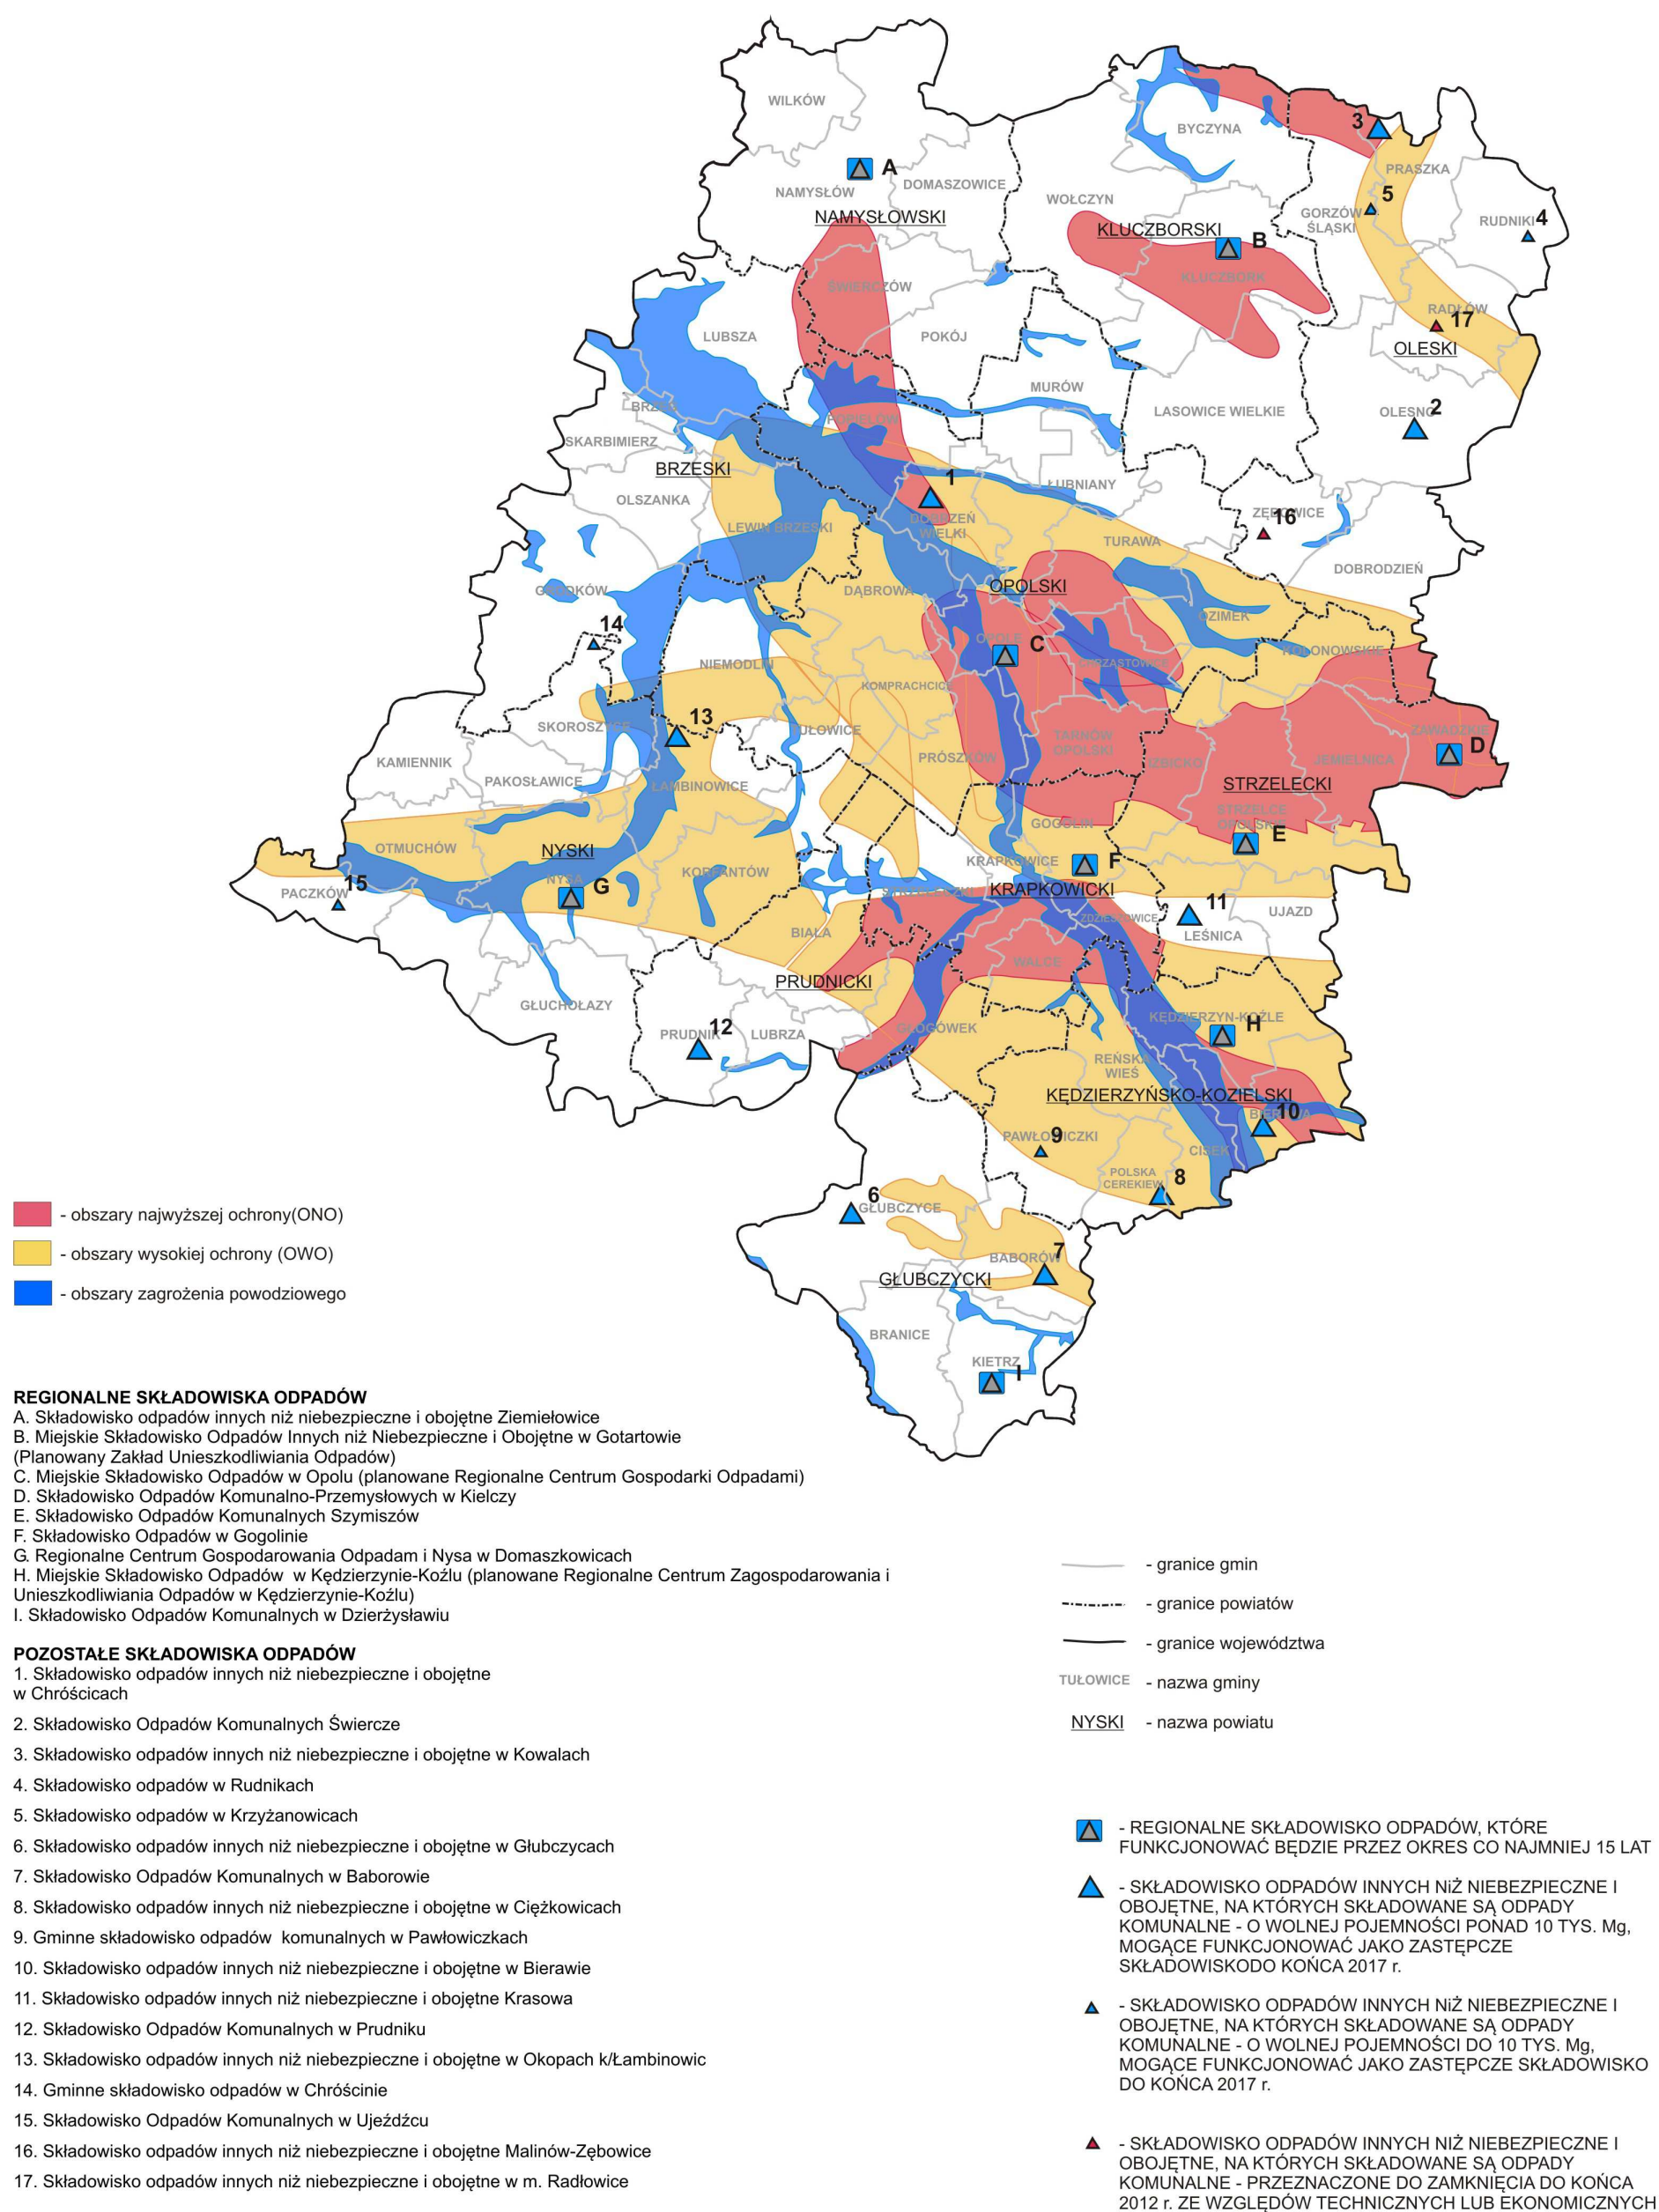 WILKÓW
BYCZYNA
3
A
NAMYSŁÓW
DOMASZOWICE
PRASZKA
5
WOŁCZYN
GORZÓW
ŚLĄSKI
RUDNIKI
4
NAMYSŁOWSKI
KLUCZBORSKI
B
KLUCZBORK
ŚWIERCZÓW
LUBSZA
POKÓJ
RADŁÓW
17
OLESKI
MURÓW
LASOWICE WIELKIE
OLESNO
2
BRZEG
POPIELÓW
SKARBIMIERZ
BRZESKI
OLSZANKA
1
ŁUBNIANY
LEWIN BRZESKI
DOBRZEŃ
WIELKI
ZĘBOWICE
16
TURAWA
DOBRODZIEŃ
GRODKÓW
DĄBROWA
OPOLSKI
OZIMEK
14
OPOLE
C
CHRZĄSTOWICE
KOLONOWSKIE
NIEMODLIN
KOMPRACHCICE
SKOROSZYCE
13
TUŁOWICE
PRÓSZKÓW
TARNÓW
OPOLSKI
IZBICKO
JEMIELNICA
ZAWADZKIE
D
KAMIENNIK
PAKOSŁAWICE
ŁAMBINOWICE
STRZELECKI
GOGOLIN
STRZELCE
OPOLSKIE
E
OTMUCHÓW
NYSKI
KRAPKOWICE
F
PACZKÓW
15
NYSA
G
KORFANTÓW
STRZELECZKI
KRAPKOWICKI
ZDZIESZOWICE
11
UJAZD
LEŚNICA
BIAŁA
WALCE
PRUDNICKI
GŁUCHOŁAZY
PRUDNIK
12
LUBRZA
GŁOGÓWEK
KĘDZIERZYN-KOŹLE
H
REŃSKA
WIEŚ
KĘDZIERZYŃSKO-KOZIELSKI
BIERAWA
10
PAWŁOWICZKI
9
CISEK
POLSKA
CEREKIEW
8
6
GŁUBCZYCE
BABORÓW
7
GŁUBCZYCKI
BRANICE
KIETRZ
I
- obszary najwyższej ochrony(ONO)
- obszary wysokiej ochrony (OWO)
- obszary zagrożenia powodziowego
REGIONALNE SKŁADOWISKA ODPADÓW
A. Składowisko odpadów innych niż niebezpieczne i obojętne Ziemiełowice
B. Miejskie Składowisko Odpadów Innych niż Niebezpieczne i Obojętne w Gotartowie
(Planowany Zakład Unieszkodliwiania Odpadów)
C. Miejskie Składowisko Odpadów w Opolu (planowane Regionalne Centrum Gospodarki Odpadami)
D. Składowisko Odpadów Komunalno-Przemysłowych w Kielczy
E. Składowisko Odpadów Komunalnych Szymiszów
F. Składowisko Odpadów w Gogolinie
G. Regionalne Centrum Gospodarowania Odpadam i Nysa w Domaszkowicach
H. Miejskie Składowisko Odpadów w Kędzierzynie-Koźlu (planowane Regionalne Centrum Zagospodarowania i
Unieszkodliwiania Odpadów w Kędzierzynie-Koźlu)
I. Składowisko Odpadów Komunalnych w Dzierżysławiu
POZOSTAŁE SKŁADOWISKA ODPADÓW
1. Składowisko odpadów innych niż niebezpieczne i obojętne
w Chróścicach
2. Składowisko Odpadów Komunalnych Świercze
3. Składowisko odpadów innych niż niebezpieczne i obojętne w Kowalach
4. Składowisko odpadów w Rudnikach
5. Składowisko odpadów w Krzyżanowicach
6. Składowisko odpadów innych niż niebezpieczne i obojętne w Głubczycach
7. Składowisko Odpadów Komunalnych w Baborowie
8. Składowisko odpadów innych niż niebezpieczne i obojętne w Ciężkowicach
9. Gminne składowisko odpadów komunalnych w Pawłowiczkach
10. Składowisko odpadów innych niż niebezpieczne i obojętne w Bierawie
11. Składowisko odpadów innych niż niebezpieczne i obojętne Krasowa
12. Składowisko Odpadów Komunalnych w Prudniku
13. Składowisko odpadów innych niż niebezpieczne i obojętne w Okopach k/Łambinowic
14. Gminne składowisko odpadów w Chróścinie
15. Składowisko Odpadów Komunalnych w Ujeźdźcu
16. Składowisko odpadów innych niż niebezpieczne i obojętne Malinów-Zębowice
17. Składowisko odpadów innych niż niebezpieczne i obojętne w m. Radłowice
- granice gmin
- granice powiatów
- granice województwa
TUŁOWICE - nazwa gminy
NYSKI - nazwa powiatu
- REGIONALNE SKŁADOWISKO ODPADÓW, KTÓRE
FUNKCJONOWAĆ BĘDZIE PRZEZ OKRES CO NAJMNIEJ 15 LAT
- SKŁADOWISKO ODPADÓW INNYCH NiŻ NIEBEZPIECZNE I
OBOJĘTNE, NA KTÓRYCH SKŁADOWANE SĄ ODPADY
KOMUNALNE - O WOLNEJ POJEMNOŚCI PONAD 10 TYS. Mg,
MOGĄCE FUNKCJONOWAĆ JAKO ZASTĘPCZE
SKŁADOWISKODO KOŃCA 2017 r.
- SKŁADOWISKO ODPADÓW INNYCH NiŻ NIEBEZPIECZNE I
OBOJĘTNE, NA KTÓRYCH SKŁADOWANE SĄ ODPADY
KOMUNALNE - O WOLNEJ POJEMNOŚCI DO 10 TYS. Mg,
MOGĄCE FUNKCJONOWAĆ JAKO ZASTĘPCZE SKŁADOWISKO
DO KOŃCA 2017 r.
- SKŁADOWISKO ODPADÓW INNYCH NIŻ NIEBEZPIECZNE I
OBOJĘTNE, NA KTÓRYCH SKŁADOWANE SĄ ODPADY
KOMUNALNE - PRZEZNACZONE DO ZAMKNIĘCIA DO KOŃCA
2012 r. ZE WZGLĘDÓW TECHNICZNYCH LUB EKONOMICZNYCH